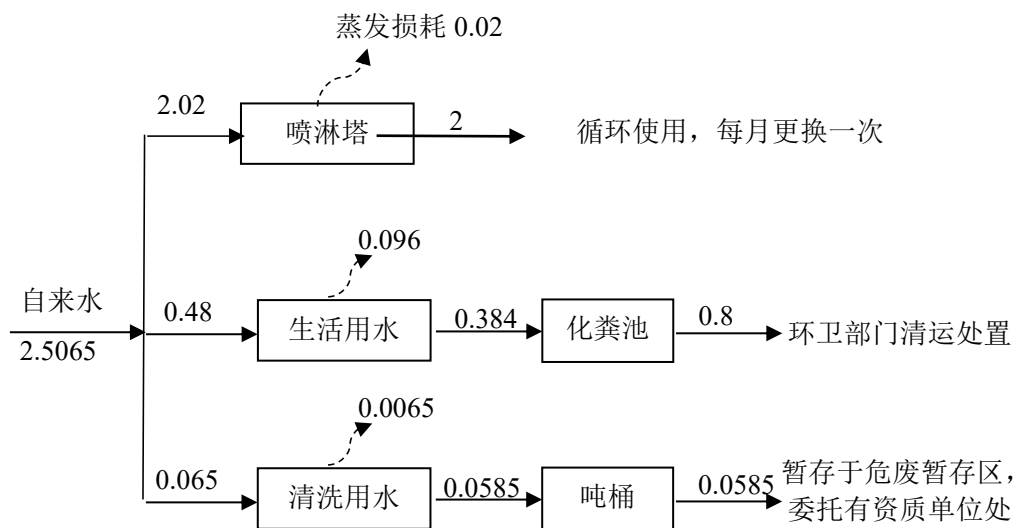 蒸发损耗 0.02
2.02
喷淋塔
2
循环使用，每月更换一次
0.096
自来水
2.5065
0.48
生活用水
0.384
化粪池
0.8
环卫部门清运处置
0.0065
0.065
清洗用水
0.0585
吨桶
0.0585
暂存于危废暂存区，
委托有资质单位处